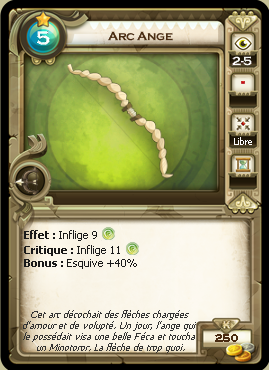 5
ARC ANGE
2-5
Libre
Effet : Inflige 9
Critique : Inflige 11
Bonus : Esquive +40%
Cet arc décochait des flèches chargées
d'amour et de volupté. Un jour, l'ange qui
le possédait visa une belle Féca et toucha
un Minotoror. La flèche de trop quoi.
K
250